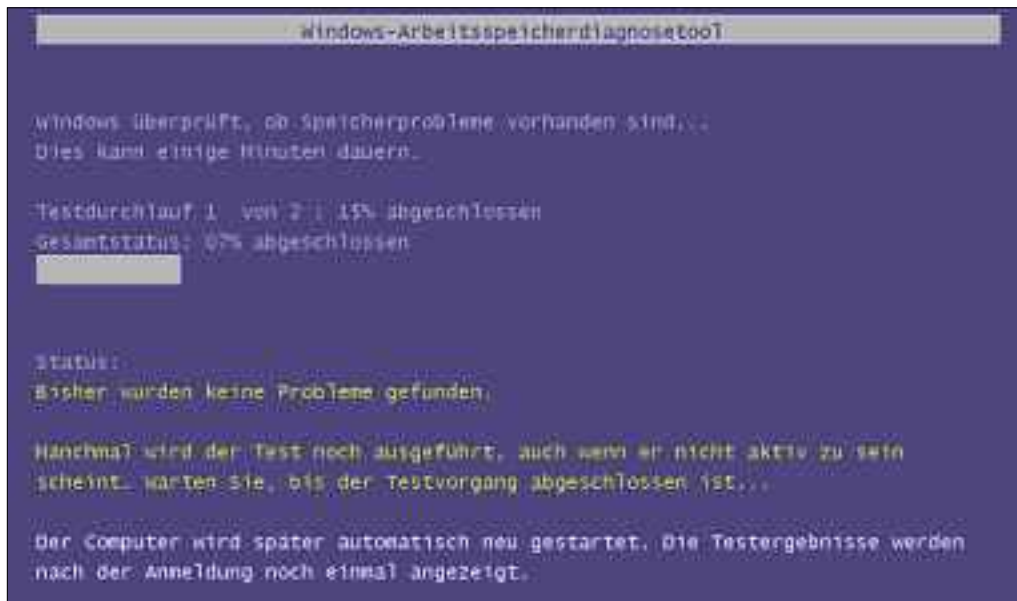 Windows-Arbeitsspeicherdiagnosetool
Windows überprüft, ob Speicherprobleme vorhanden sind...
Dies kann einige Minuten dauern.
Testdurchlauf 1 von 2 : 15% abgeschlossen
Gesamtstatus: 07% abgeschlossen
Status:
Bisher wurden keine Probleme gefunden.
Manchmal wird der Test noch ausgeführt, auch wenn er nicht aktiv zu sein
scheint. Warten Sie, bis der Testvorgang abgeschlossen ist...
Der Computer wird später automatisch neu gestartet. Die Testergebnisse werden
nach der Anmeldung noch einmal angezeigt.